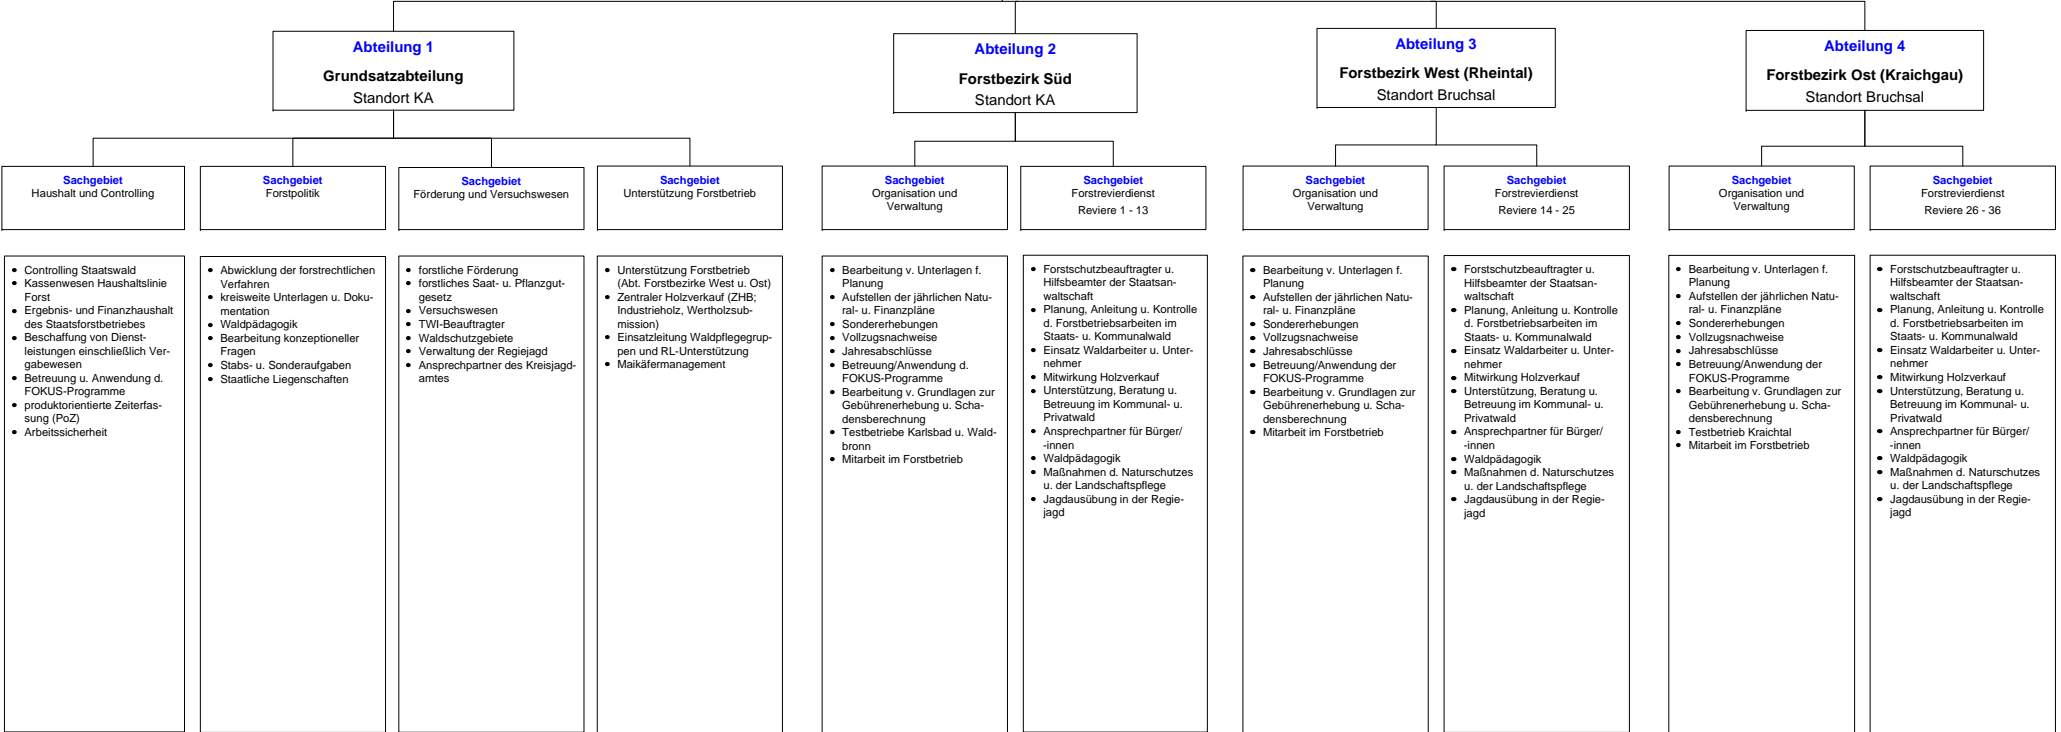 Abteilung 1
Grundsatzabteilung
Standort KA
Abteilung 2
Forstbezirk Süd
Standort KA
Abteilung 3
Forstbezirk West (Rheintal)
Standort Bruchsal
Abteilung 4
Forstbezirk Ost (Kraichgau)
Standort Bruchsal
Sachgebiet
Haushalt und Controlling
Sachgebiet
Forstpolitik
Sachgebiet
Förderung und Versuchswesen
Sachgebiet
Unterstützung Forstbetrieb
Sachgebiet
Organisation und
Verwaltung
Sachgebiet
Forstrevierdienst
Reviere 1 - 13
Sachgebiet
Organisation und
Verwaltung
Sachgebiet
Forstrevierdienst
Reviere 14 - 25
Sachgebiet
Organisation und
Verwaltung
Sachgebiet
Forstrevierdienst
Reviere 26 - 36
• Controlling Staatswald
• Kassenwesen Haushaltslinie
Forst
• Ergebnis- und Finanzhaushalt
des Staatsforstbetriebes
• Beschaffung von Dienst-
leistungen einschließlich Ver-
gabewesen
• Betreuung u. Anwendung d.
FOKUS-Programme
• produktorientierte Zeiterfas-
sung (PoZ)
• Arbeitssicherheit
• Abwicklung der forstrechtlichen
Verfahren
• kreisweite Unterlagen u. Doku-
mentation
• Waldpädagogik
• Bearbeitung konzeptioneller
Fragen
• Stabs- u. Sonderaufgaben
• Staatliche Liegenschaften
• forstliche Förderung
• forstliches Saat- u. Pflanzgut-
gesetz
• Versuchswesen
• TWI-Beauftragter
• Waldschutzgebiete
• Verwaltung der Regiejagd
• Ansprechpartner des Kreisjagd-
amtes
• Unterstützung Forstbetrieb
(Abt. Forstbezirke West u. Ost)
• Zentraler Holzverkauf (ZHB;
Industrieholz, Wertholzsub-
mission)
• Einsatzleitung Waldpflegegrup-
pen und RL-Unterstützung
• Maikäfermanagement
• Bearbeitung v. Unterlagen f.
Planung
• Aufstellen der jährlichen Natu-
ral- u. Finanzpläne
• Sondererhebungen
• Vollzugsnachweise
• Jahresabschlüsse
• Betreuung/Anwendung d.
FOKUS-Programme
• Bearbeitung v. Grundlagen zur
Gebührenerhebung u. Scha-
densberechnung
• Testbetriebe Karlsbad u. Wald-
bronn
• Mitarbeit im Forstbetrieb
• Forstschutzbeauftragter u.
Hilfsbeamter der Staatsan-
waltschaft
• Planung, Anleitung u. Kontrolle
d. Forstbetriebsarbeiten im
Staats- u. Kommunalwald
• Einsatz Waldarbeiter u. Unter-
nehmer
• Mitwirkung Holzverkauf
• Unterstützung, Beratung u.
Betreuung im Kommunal- u.
Privatwald
• Ansprechpartner für Bürger/
-innen
• Waldpädagogik
• Maßnahmen d. Naturschutzes
u. der Landschaftspflege
• Jagdausübung in der Regie-
jagd
• Bearbeitung v. Unterlagen f.
Planung
• Aufstellen der jährlichen Natu-
ral- u. Finanzpläne
• Sondererhebungen
• Vollzugsnachweise
• Jahresabschlüsse
• Betreuung/Anwendung der
FOKUS-Programme
• Bearbeitung v. Grundlagen zur
Gebührenerhebung u. Scha-
densberechnung
• Mitarbeit im Forstbetrieb
• Forstschutzbeauftragter u.
Hilfsbeamter der Staatsan-
waltschaft
• Planung, Anleitung u. Kontrolle
d. Forstbetriebsarbeiten im
Staats- u. Kommunalwald
• Einsatz Waldarbeiter u. Unter-
nehmer
• Mitwirkung Holzverkauf
• Unterstützung, Beratung u.
Betreuung im Kommunal- u.
Privatwald
• Ansprechpartner für Bürger/
-innen
• Waldpädagogik
• Maßnahmen d. Naturschutzes
u. der Landschaftspflege
• Jagdausübung in der Regie-
jagd
• Bearbeitung v. Unterlagen f.
Planung
• Aufstellen der jährlichen Natu-
ral- u. Finanzpläne
• Sondererhebungen
• Vollzugsnachweise
• Jahresabschlüsse
• Betreuung/Anwendung der
FOKUS-Programme
• Bearbeitung v. Grundlagen zur
Gebührenerhebung u. Scha-
densberechnung
• Testbetrieb Kraichtal
• Mitarbeit im Forstbetrieb
• Forstschutzbeauftragter u.
Hilfsbeamter der Staatsan-
waltschaft
• Planung, Anleitung u. Kontrolle
d. Forstbetriebsarbeiten im
Staats- u. Kommunalwald
• Einsatz Waldarbeiter u. Unter-
nehmer
• Mitwirkung Holzverkauf
• Unterstützung, Beratung u.
Betreuung im Kommunal- u.
Privatwald
• Ansprechpartner für Bürger/
-innen
• Waldpädagogik
• Maßnahmen d. Naturschutzes
u. der Landschaftspflege
• Jagdausübung in der Regie-
jagd